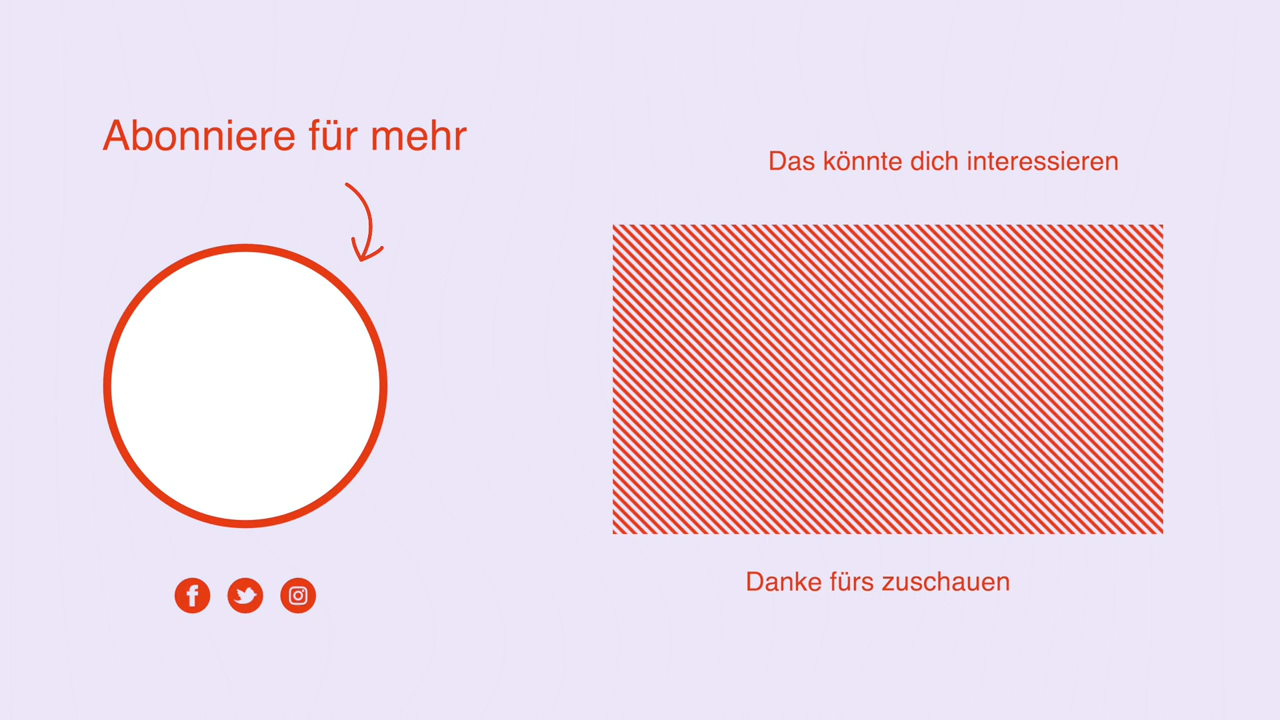 Abonniere für mehr
Das könnte dich interessieren
Danke fürs zuschauen